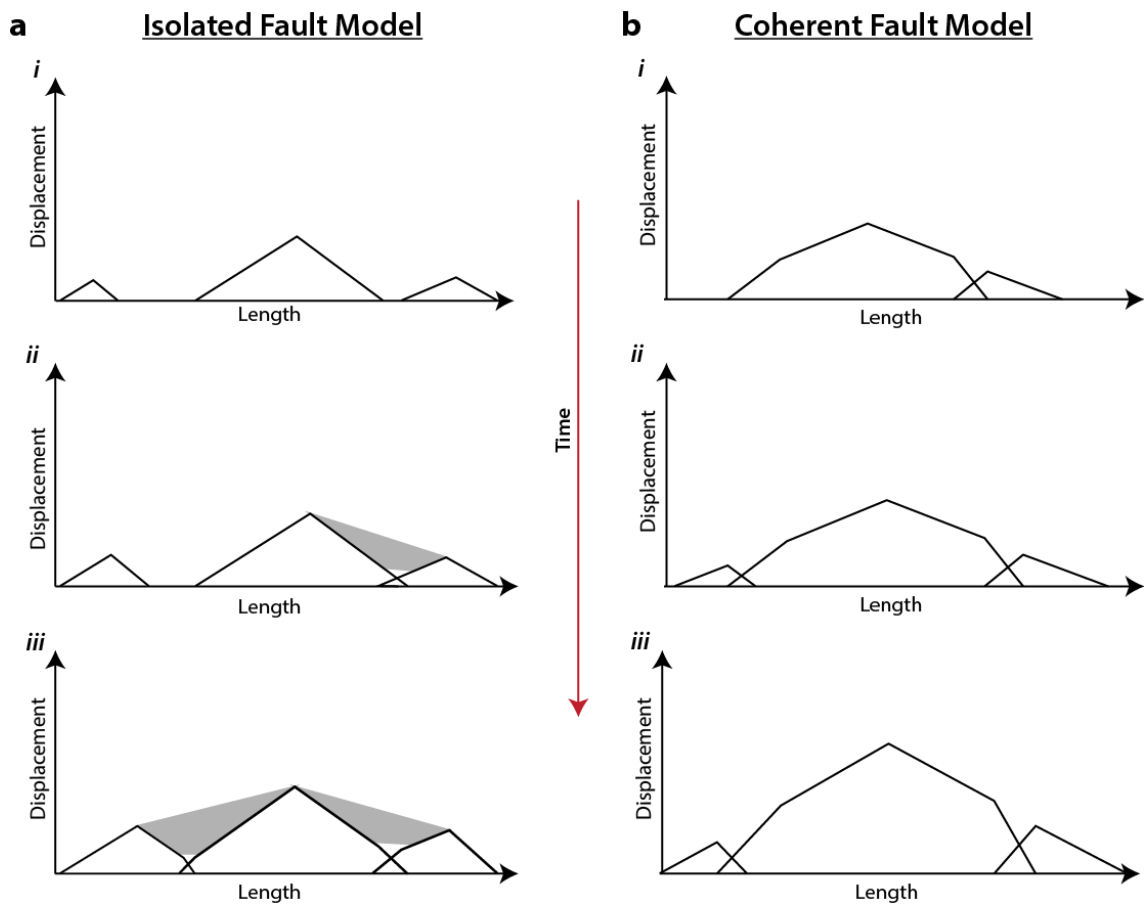 a Isolated Fault Model
i
Displacement
Length
ii
Displacement
Length
iii
Displacement
Length
Time
b Coherent Fault Model
i
Displacement
Length
ii
Displacement
Length
iii
Displacement
Length